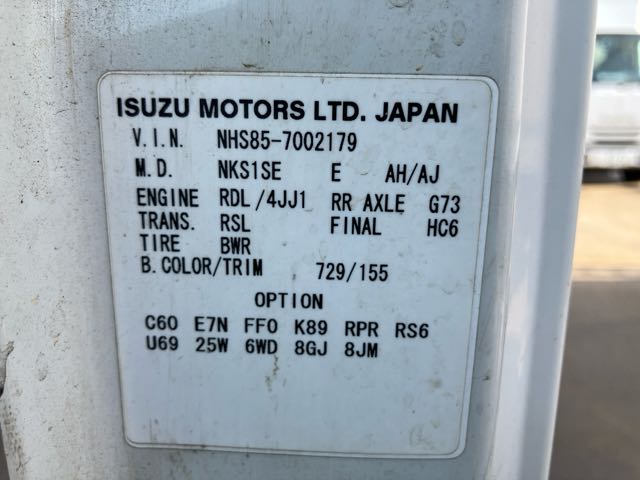 ISUZU MOTORS LTD. JAPAN
V.I.N. NHS85-7002179
M.D. NKS1SE E AH/AJ
ENGINE RDL/4JJ1 RR AXLE G73
TRANS. RSL FINAL HC6
TIRE BWR
B.COLOR/TRIM 729/155
OPTION
C60 E7N FF0 K89 RPR RS6
U69 25W 6WD 8GJ 8JM